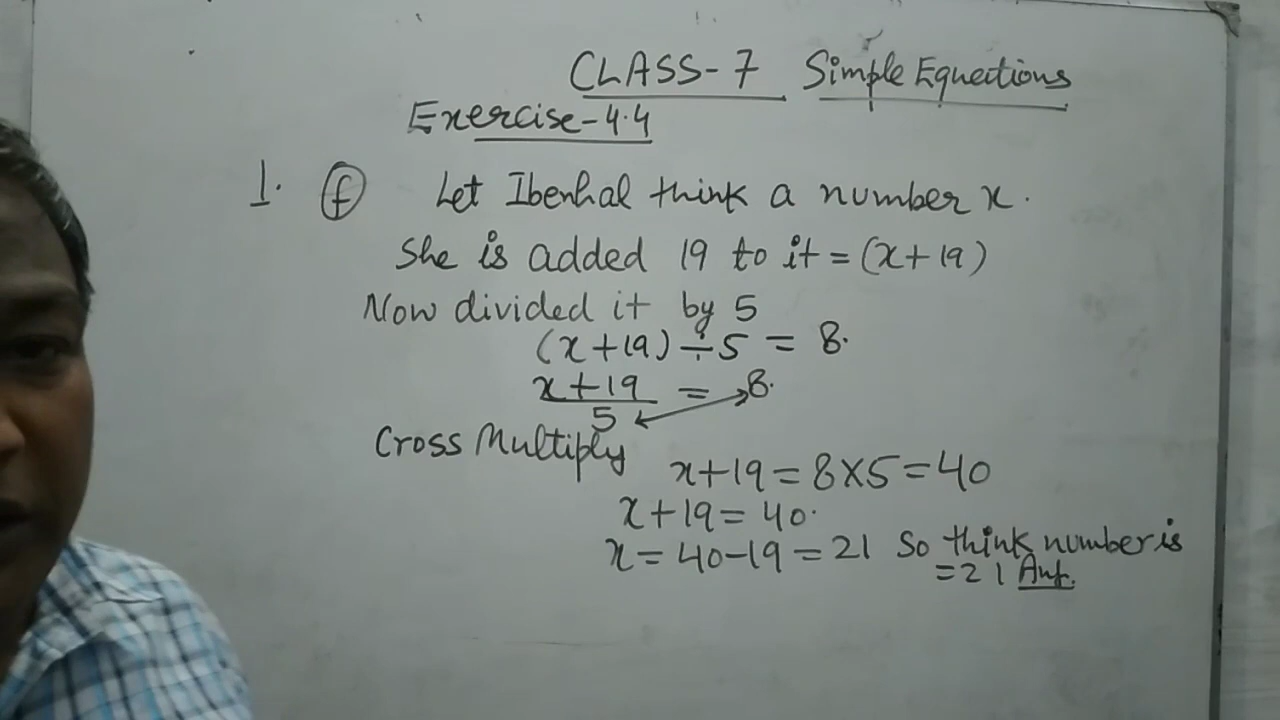 CLASS-7 Simple Equations
Exercise-4.4
1. (f) Let Ibenhal think a number x.
She is added 19 to it = (x+19)
Now divided it by 5
(x+19) ÷ 5 = 8.
x+19 = 8.
5
Cross Multiply
x+19 = 8×5 = 40
x+19 = 40.
x = 40-19 = 21 So think number is
= 21 Ans.